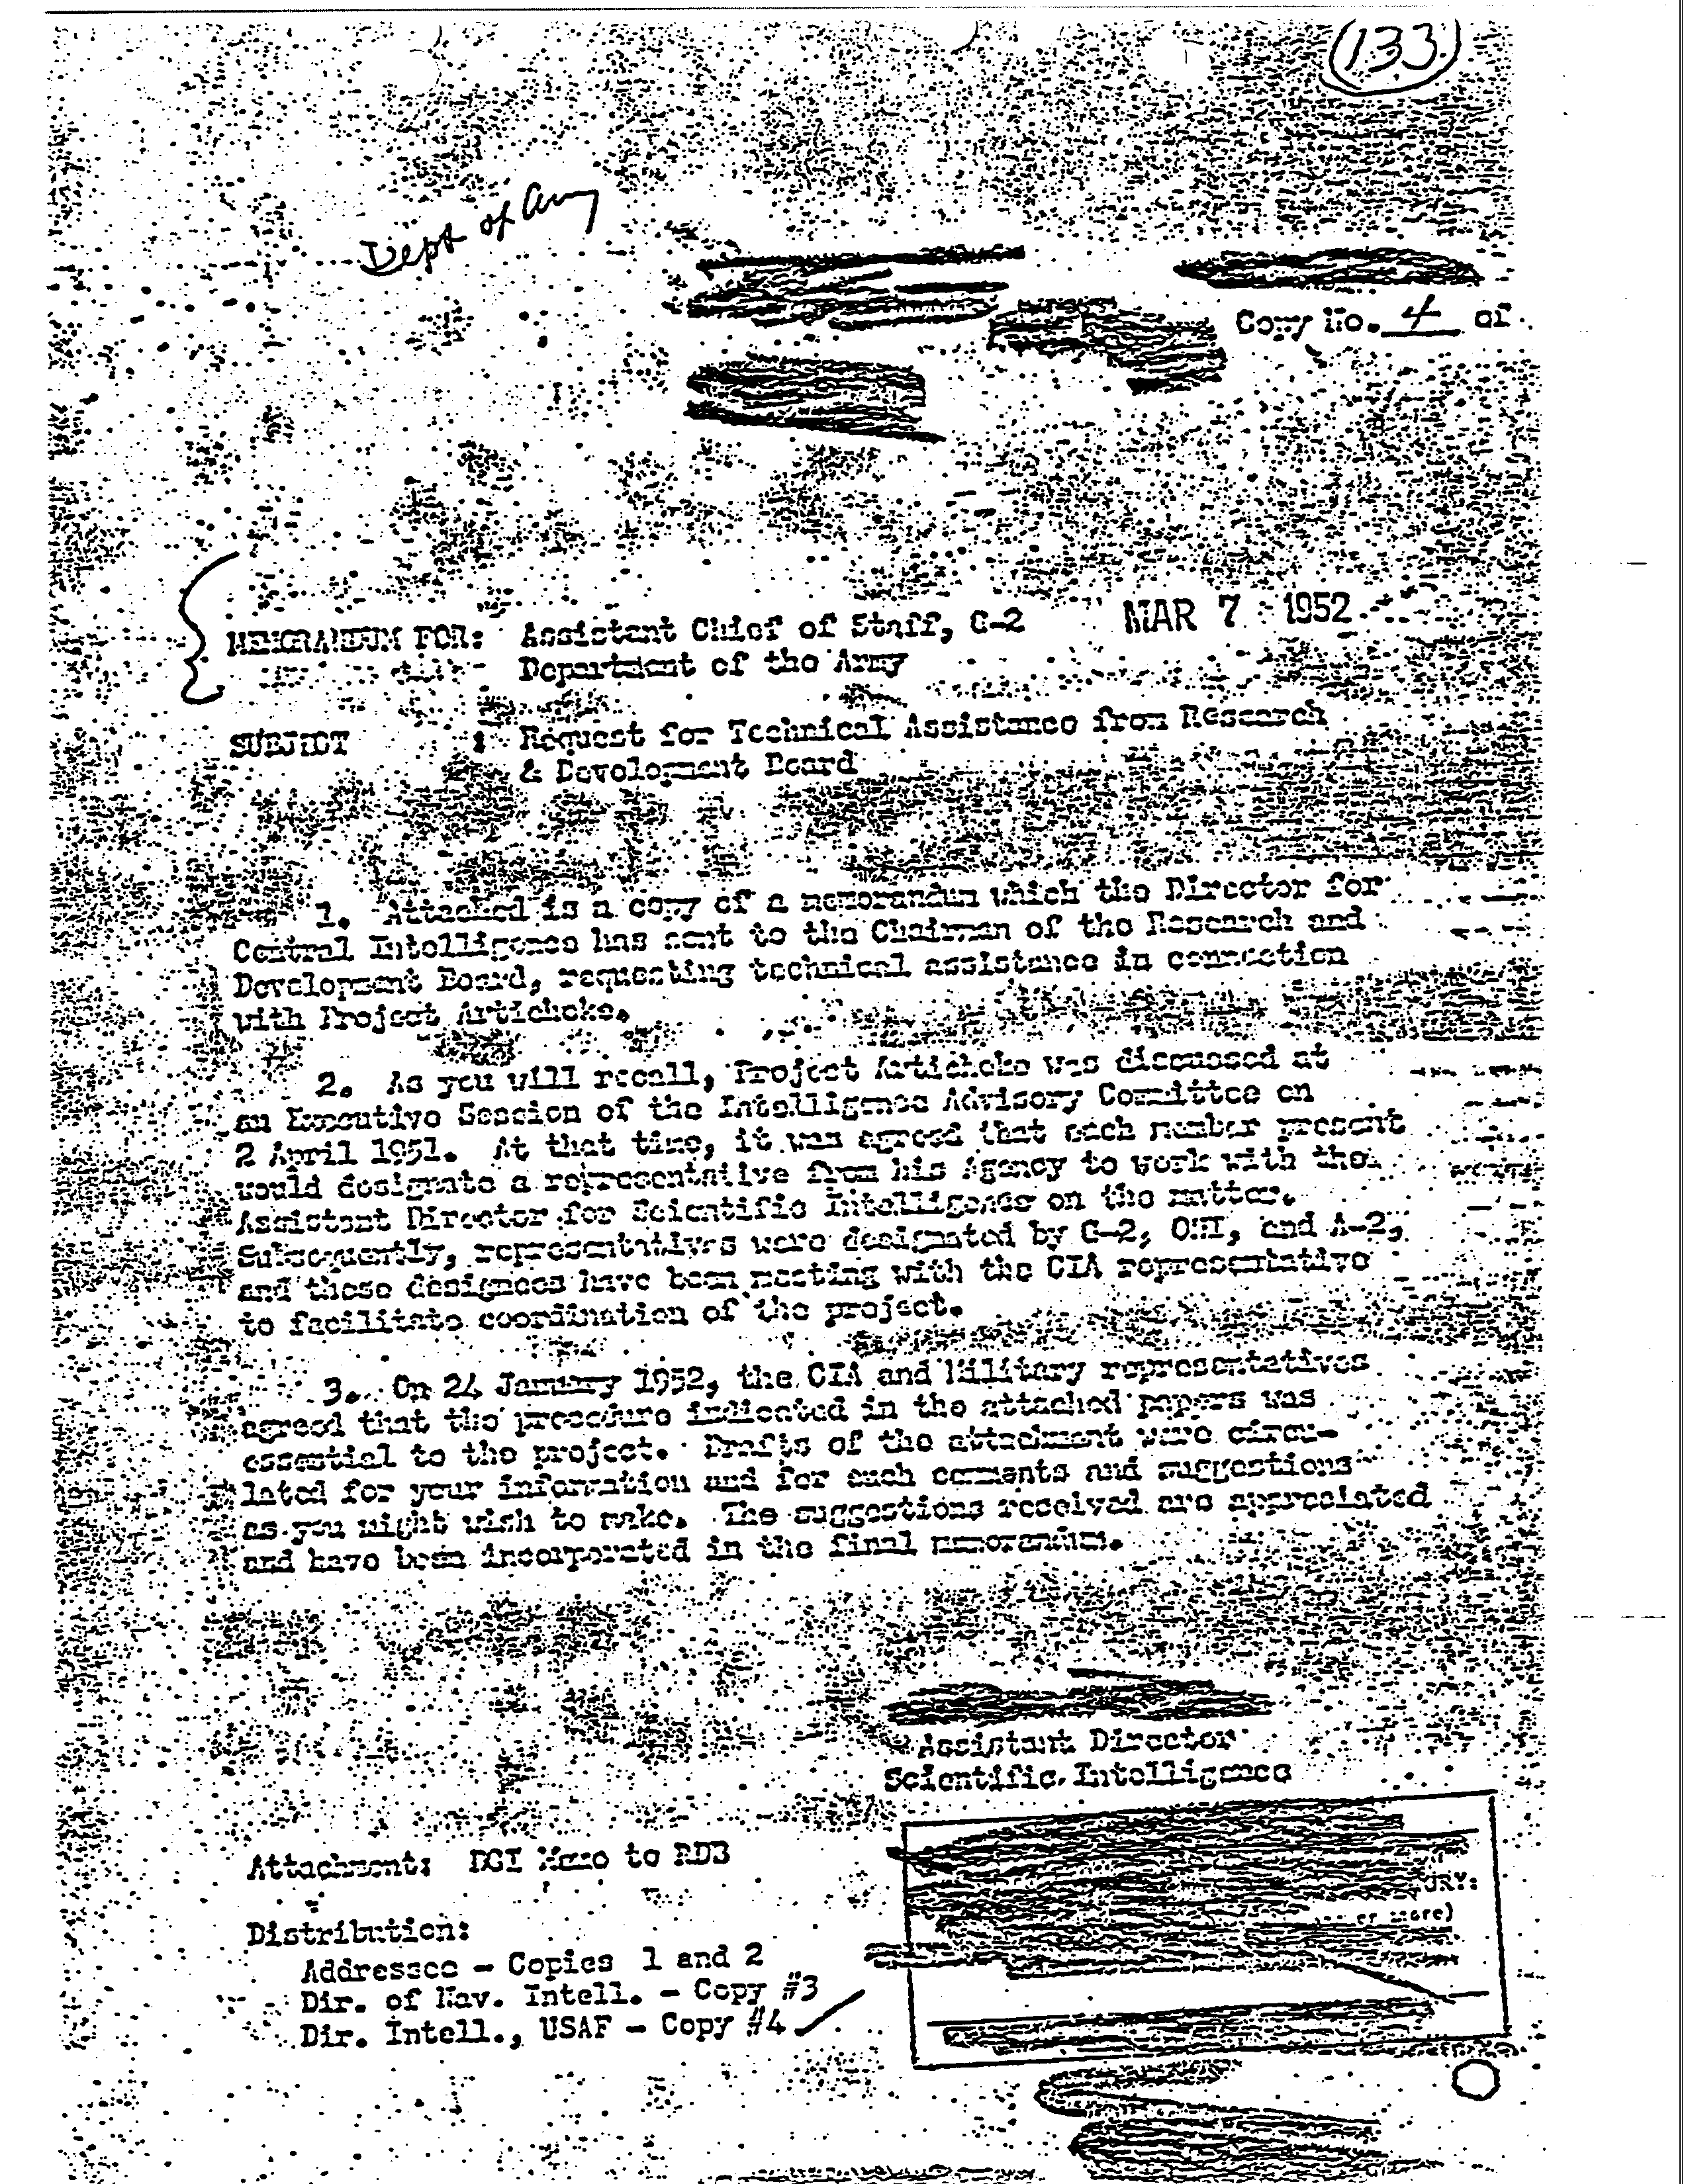 133
Dept of Army
Copy No. 4 of
MEMORANDUM FOR: Assistant Chief of Staff, G-2 MAR 7 1952
Department of the Army
SUBJECT : Request for Technical Assistance from Research
& Development Board
1. Attached is a copy of a memorandum which the Director for
Central Intelligence has sent to the Chairman of the Research and
Development Board, requesting technical assistance in connection
with Project Artichoke.
2. As you will recall, Project Artichoke was discussed at
an Executive Session of the Intelligence Advisory Committee on
2 April 1951. At that time, it was agreed that each member present
would designate a representative from his Agency to work with the
Assistant Director for Scientific Intelligence on the matter.
Subsequently, representatives were designated by G-2, ONI, and A-2,
and these designees have been meeting with the CIA representative
to facilitate coordination of the project.
3. On 24 January 1952, the CIA and Military representatives
agreed that the procedure indicated in the attached papers was
essential to the project. Drafts of the attachment were circu-
lated for your information and for such comments and suggestions
as you might wish to make. The suggestions received are appreciated
and have been incorporated in the final memorandum.
Assistant Director
Scientific Intelligence
Attachment: DCI Memo to RDB
URY:
or more)
Distribution:
Addressee - Copies 1 and 2
Dir. of Nav. Intell. - Copy #3
Dir. Intell., USAF - Copy #4